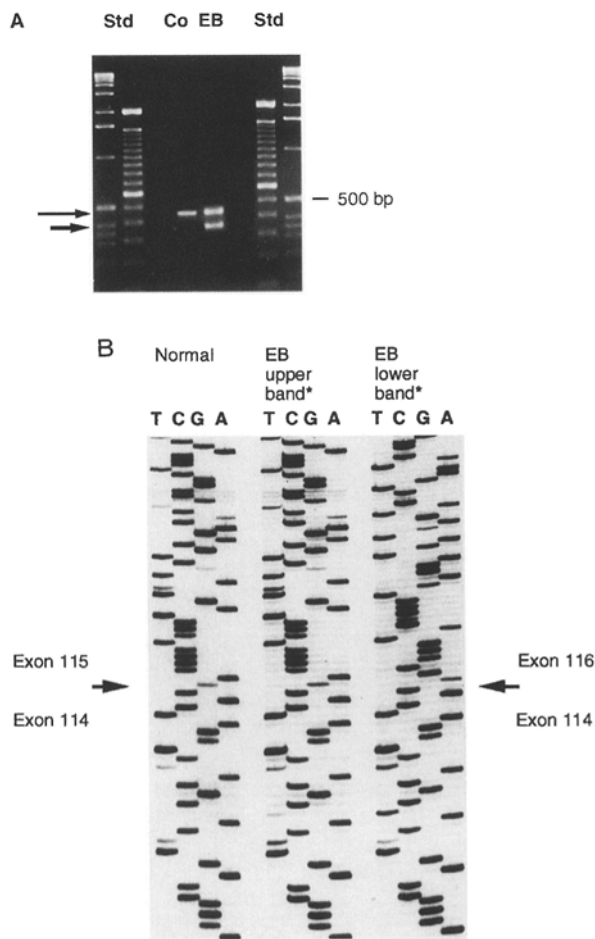 A
Std Co EB Std
500 bp
B
Normal
EB upper band*
EB lower band*
T C G A T C G A T C G A
Exon 115
Exon 116
Exon 114
Exon 114